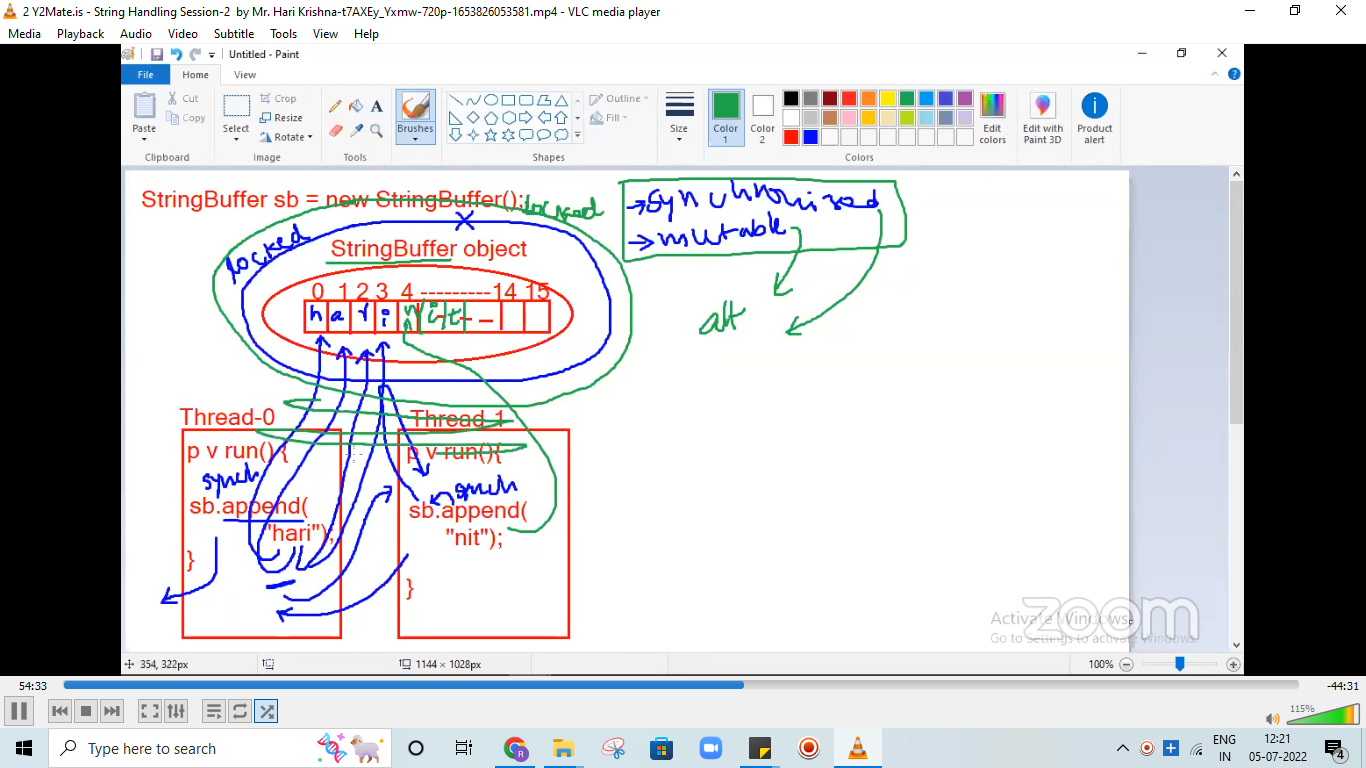 2 Y2Mate.is - String Handling Session-2 by Mr. Hari Krishna-t7AXEy_Yxmw-720p-1653826053581.mp4 - VLC media player
Media Playback Audio Video Subtitle Tools View Help
Untitled - Paint
File Home View
Paste Cut Copy
Select Crop Resize Rotate
Brushes
Outline
Fill
Size
Color 1
Color 2
Edit colors
Edit with Paint 3D
Product alert
Clipboard Image Tools Shapes Colors
StringBuffer sb = new StringBuffer();
locked
→Synchronized
→mutable
locked
StringBuffer object
0 1 2 3 4 ---------14 15
h a r i n i t
Thread-0 Thread-1
p v run() {
synch
sb.append(
"hari");
}
p v run(){
synch
sb.append(
"nit");
}
zoom
Activate Windows
Go to Settings to activate Windows.
354, 322px
1144 × 1028px
100%
54:33
-44:31
115%
Type here to search
ENG
IN
12:21
05-07-2022
4